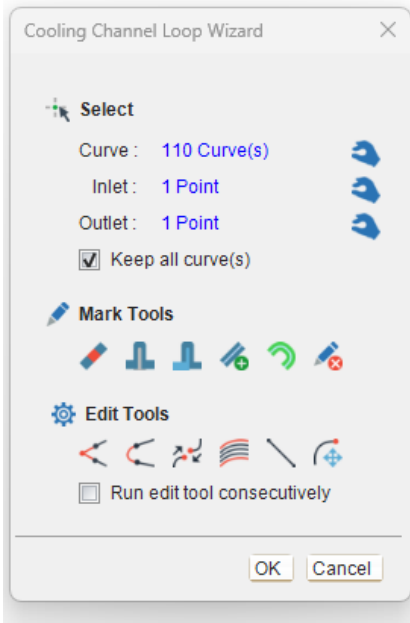 Cooling Channel Loop Wizard
Select
Curve : 110 Curve(s)
Inlet : 1 Point
Outlet : 1 Point
Keep all curve(s)
Mark Tools
Edit Tools
Run edit tool consecutively
OK Cancel